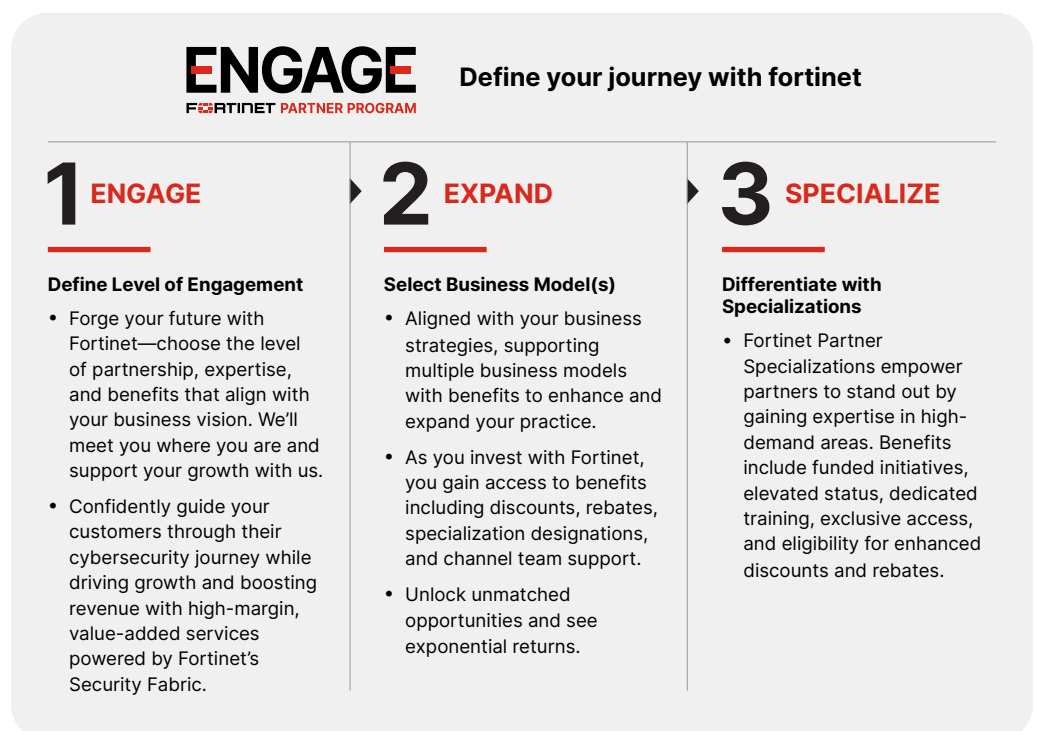 ENGAGE
FORTINET PARTNER PROGRAM
Define your journey with fortinet
1 ENGAGE
Define Level of Engagement
• Forge your future with
Fortinet—choose the level
of partnership, expertise,
and benefits that align with
your business vision. We’ll
meet you where you are and
support your growth with us.
• Confidently guide your
customers through their
cybersecurity journey while
driving growth and boosting
revenue with high-margin,
value-added services
powered by Fortinet’s
Security Fabric.
2 EXPAND
Select Business Model(s)
• Aligned with your business
strategies, supporting
multiple business models
with benefits to enhance and
expand your practice.
• As you invest with Fortinet,
you gain access to benefits
including discounts, rebates,
specialization designations,
and channel team support.
• Unlock unmatched
opportunities and see
exponential returns.
3 SPECIALIZE
Differentiate with
Specializations
• Fortinet Partner
Specializations empower
partners to stand out by
gaining expertise in high-
demand areas. Benefits
include funded initiatives,
elevated status, dedicated
training, exclusive access,
and eligibility for enhanced
discounts and rebates.